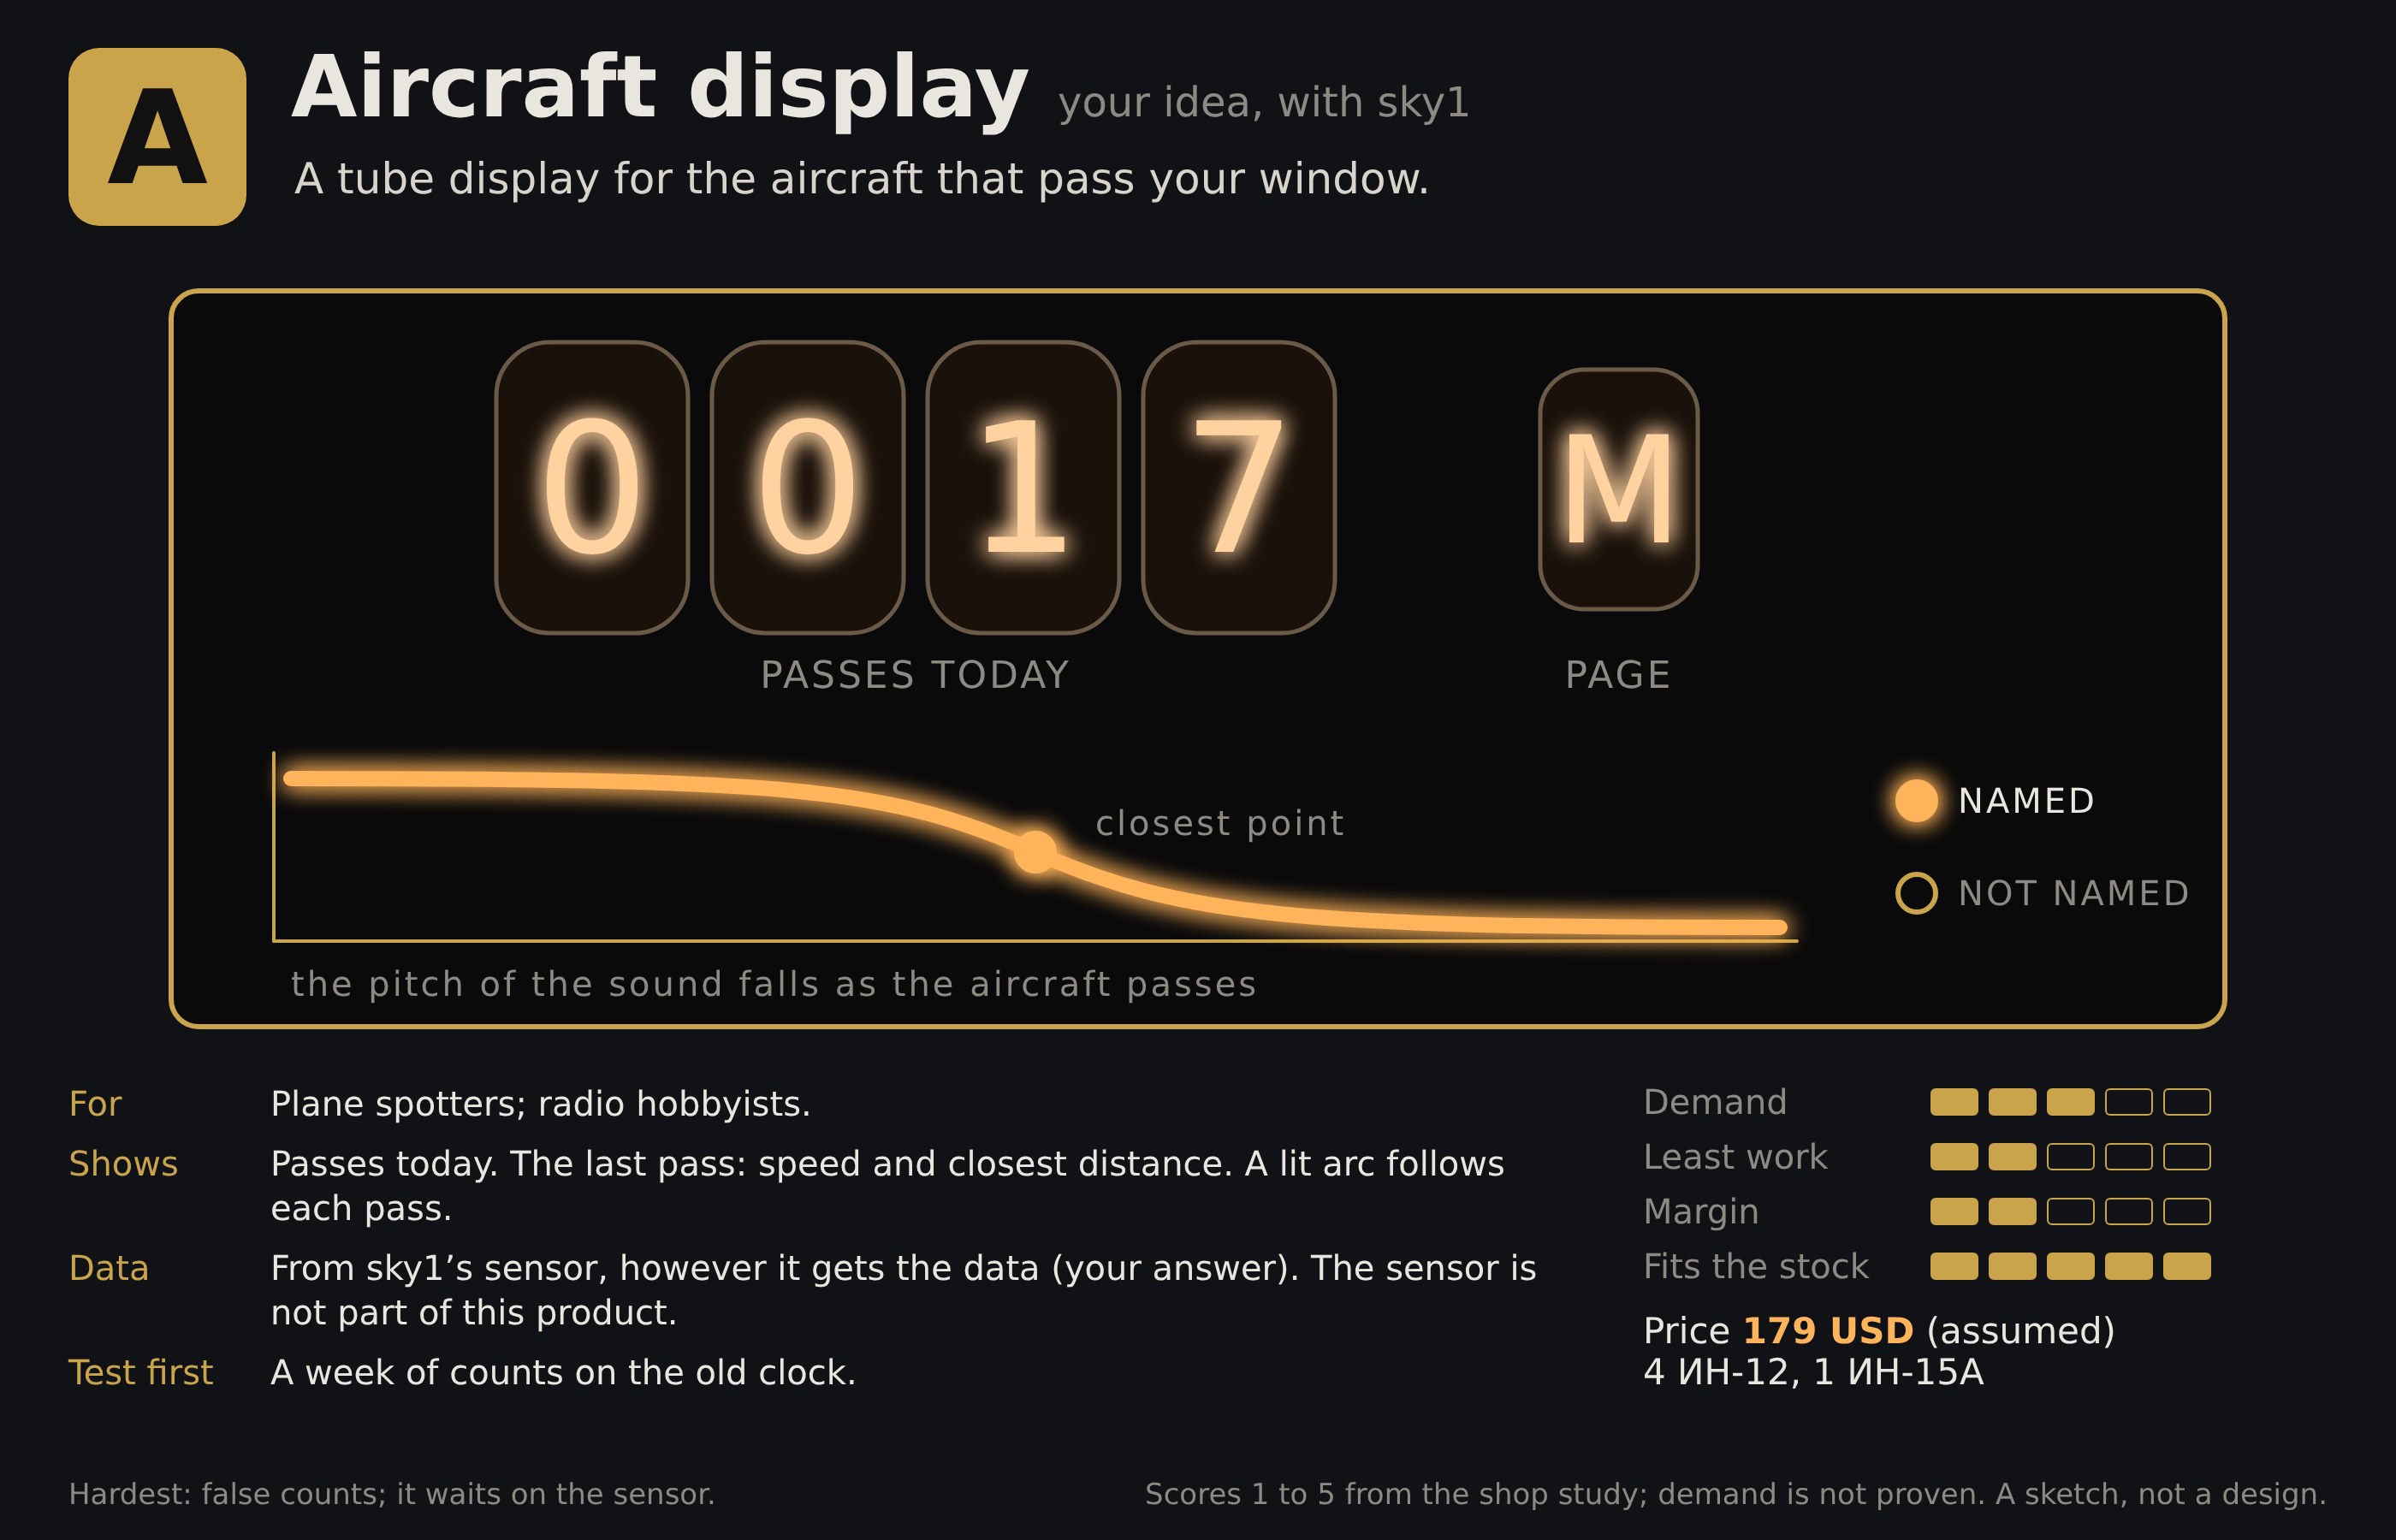 A
Aircraft display your idea, with sky1
A tube display for the aircraft that pass your window.
0 0 1 7 M
PASSES TODAY PAGE
closest point
NAMED
NOT NAMED
the pitch of the sound falls as the aircraft passes
For Plane spotters; radio hobbyists.
Shows Passes today. The last pass: speed and closest distance. A lit arc follows
each pass.
Data From sky1’s sensor, however it gets the data (your answer). The sensor is
not part of this product.
Test first A week of counts on the old clock.
Demand
Least work
Margin
Fits the stock
Price 179 USD (assumed)
4 ИН-12, 1 ИН-15А
Hardest: false counts; it waits on the sensor.
Scores 1 to 5 from the shop study; demand is not proven. A sketch, not a design.